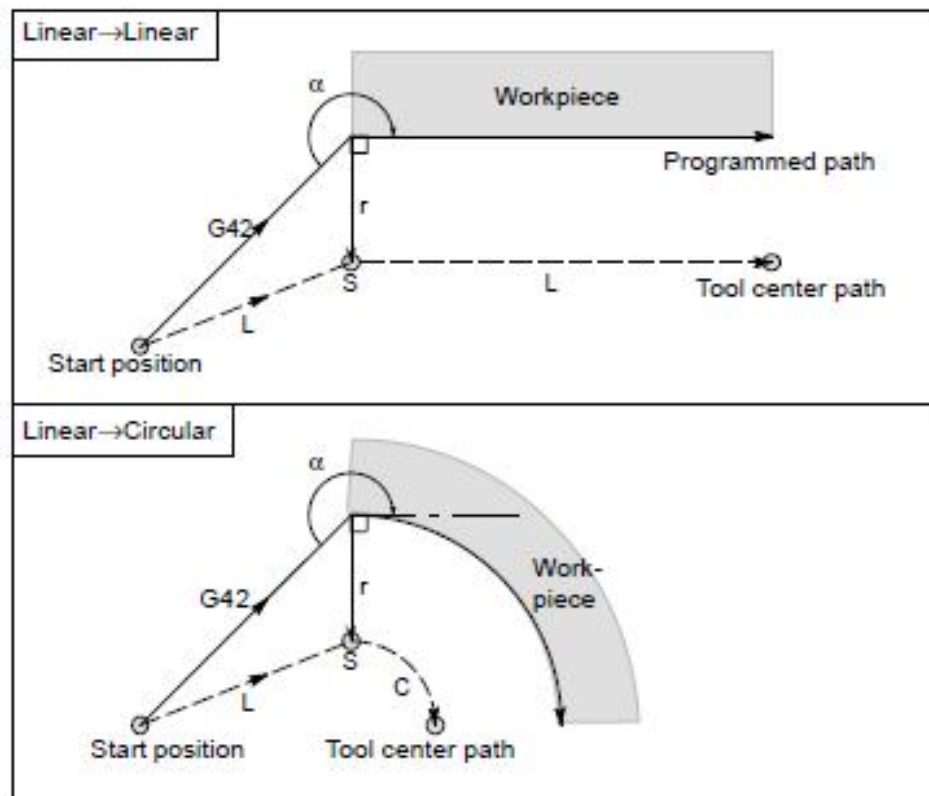 Linear→Linear
α
Workpiece
Programmed path
r
G42
S
L
Tool center path
L
Start position
Linear→Circular
α
Work-
piece
G42
r
S
C
L
Start position
Tool center path